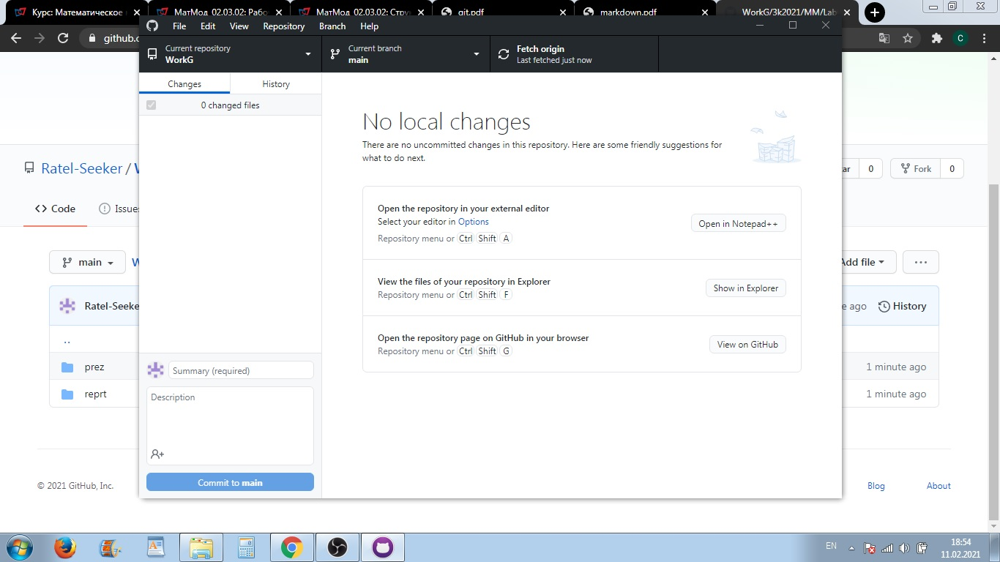 Курс: Математическое
МатМод_02.03.02: Рабо
МатМод_02.03.02: Стру
git.pdf
markdown.pdf
WorkG/3k2021/MM/Lab
github.c
C
File Edit View Repository Branch Help
Current repository
WorkG
Current branch
main
Fetch origin
Last fetched just now
Changes History
0 changed files
No local changes
There are no uncommitted changes in this repository. Here are some friendly suggestions for
what to do next.
Open the repository in your external editor
Select your editor in Options
Repository menu or Ctrl Shift A
Open in Notepad++
View the files of your repository in Explorer
Repository menu or Ctrl Shift F
Show in Explorer
Open the repository page on GitHub in your browser
Repository menu or Ctrl Shift G
View on GitHub
Summary (required)
Description
Commit to main
Ratel-Seeker / W
ar 0 Fork 0
Code Issues
main W
Add file
Ratel-Seeke
e ago History
..
prez 1 minute ago
reprt 1 minute ago
© 2021 GitHub, Inc.
Blog About
EN
18:54
11.02.2021